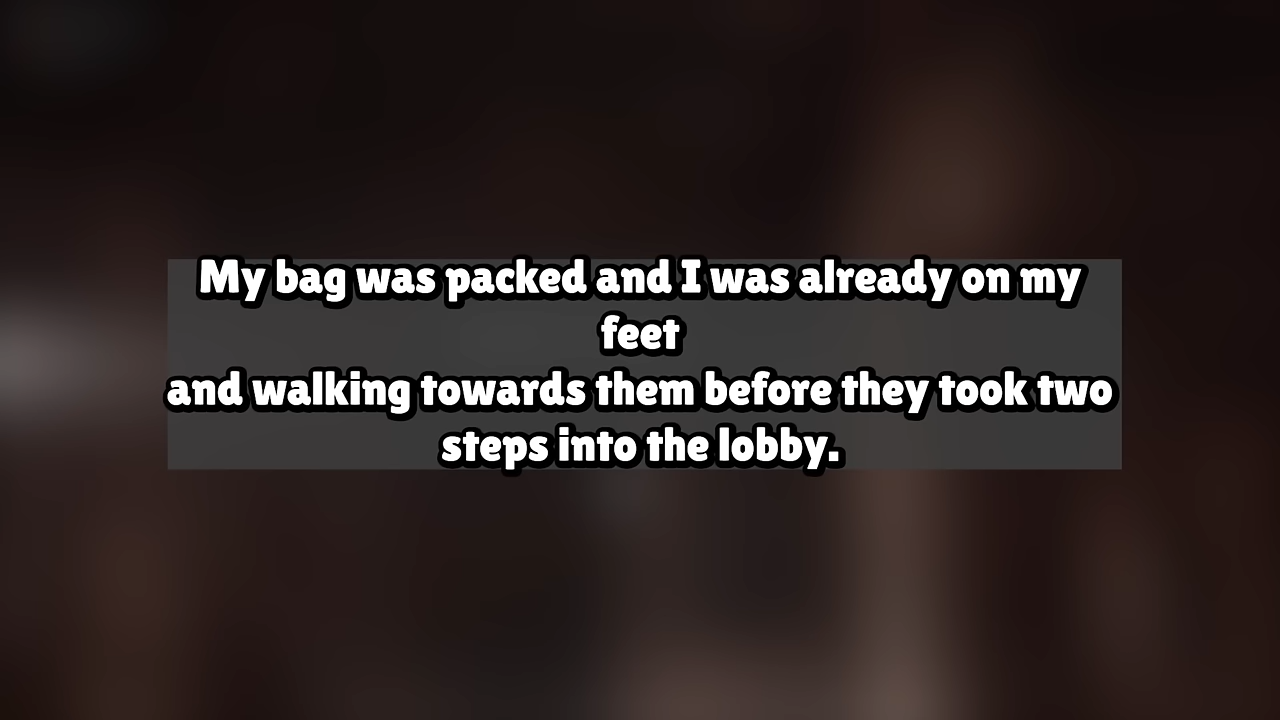 My bag was packed and I was already on my
feet
and walking towards them before they took two
steps into the lobby.